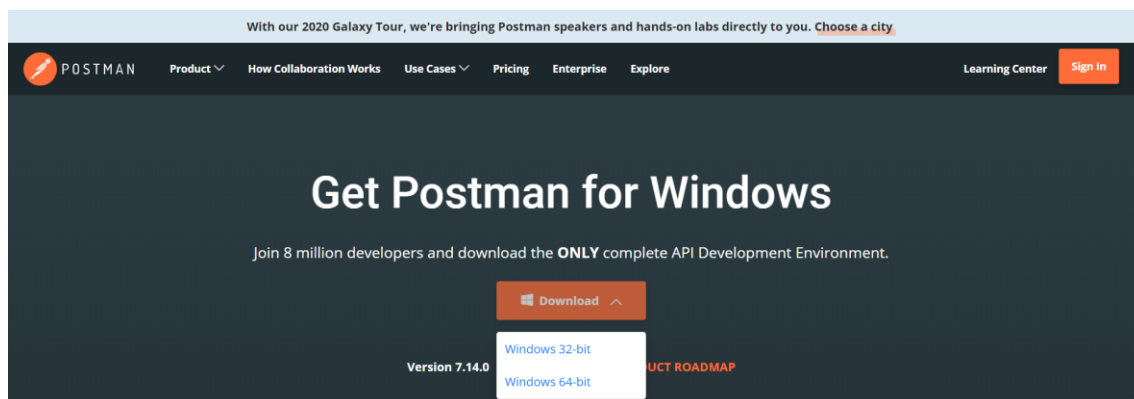 With our 2020 Galaxy Tour, we're bringing Postman speakers and hands-on labs directly to you. Choose a city
POSTMAN Product How Collaboration Works Use Cases Pricing Enterprise Explore Learning Center Sign In
Get Postman for Windows
Join 8 million developers and download the ONLY complete API Development Environment.
Download
Windows 32-bit
Version 7.14.0 ROADMAP
Windows 64-bit